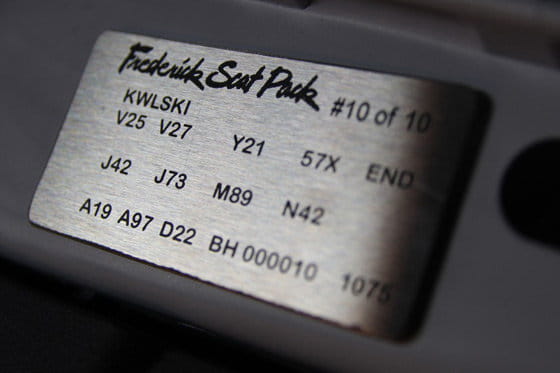 Frederick Seat Pack #10 of 10
KWLSKI
V25 V27 Y21 57X END
J42 J73 M89 N42
A19 A97 D22 BH 000010 1075